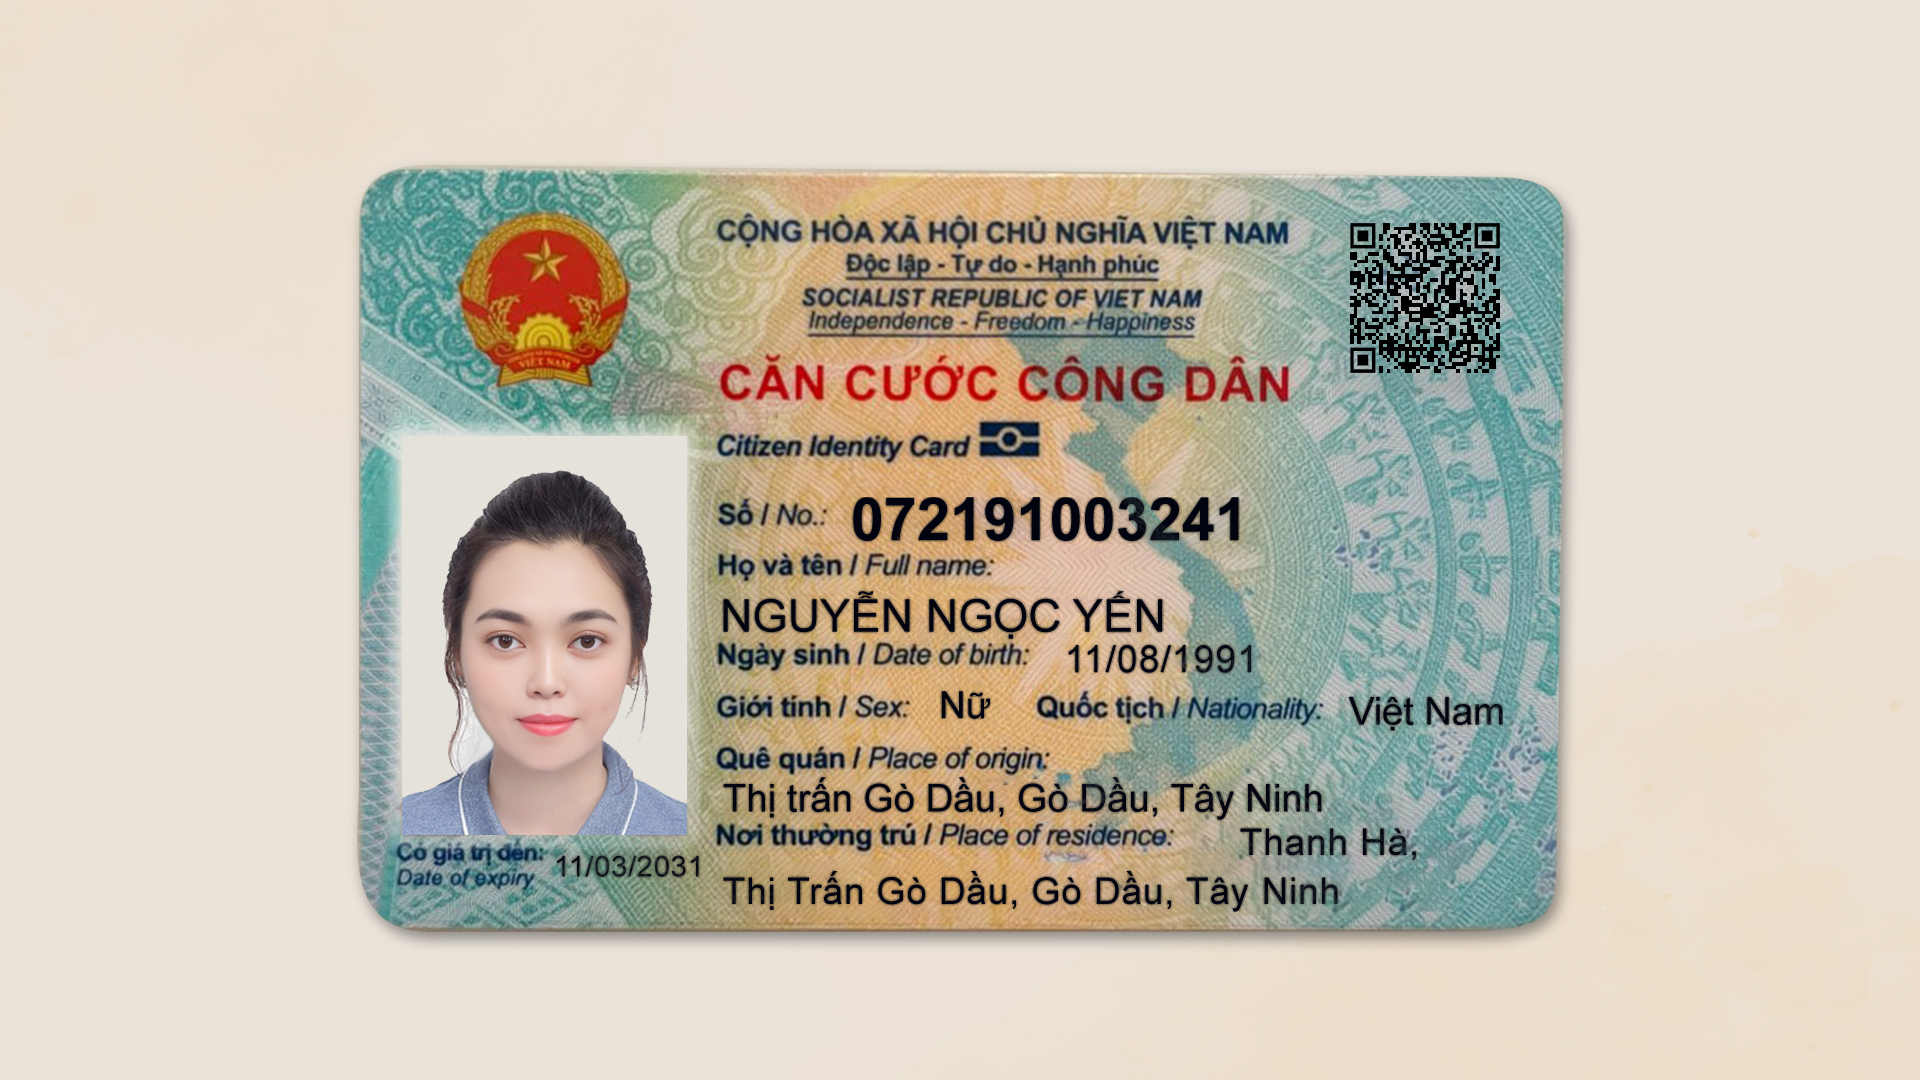 CỘNG HÒA XÃ HỘI CHỦ NGHĨA VIỆT NAM
Độc lập - Tự do - Hạnh phúc
SOCIALIST REPUBLIC OF VIET NAM
Independence - Freedom - Happiness
CĂN CƯỚC CÔNG DÂN
Citizen Identity Card
VIỆT NAM
Số / No.: 072191003241
Họ và tên / Full name:
NGUYỄN NGỌC YẾN
Ngày sinh / Date of birth: 11/08/1991
Giới tính / Sex: Nữ Quốc tịch / Nationality: Việt Nam
Quê quán / Place of origin:
Thị trấn Gò Dầu, Gò Dầu, Tây Ninh
Nơi thường trú / Place of residence: Thanh Hà,
Thị Trấn Gò Dầu, Gò Dầu, Tây Ninh
Có giá trị đến: 11/03/2031
Date of expiry